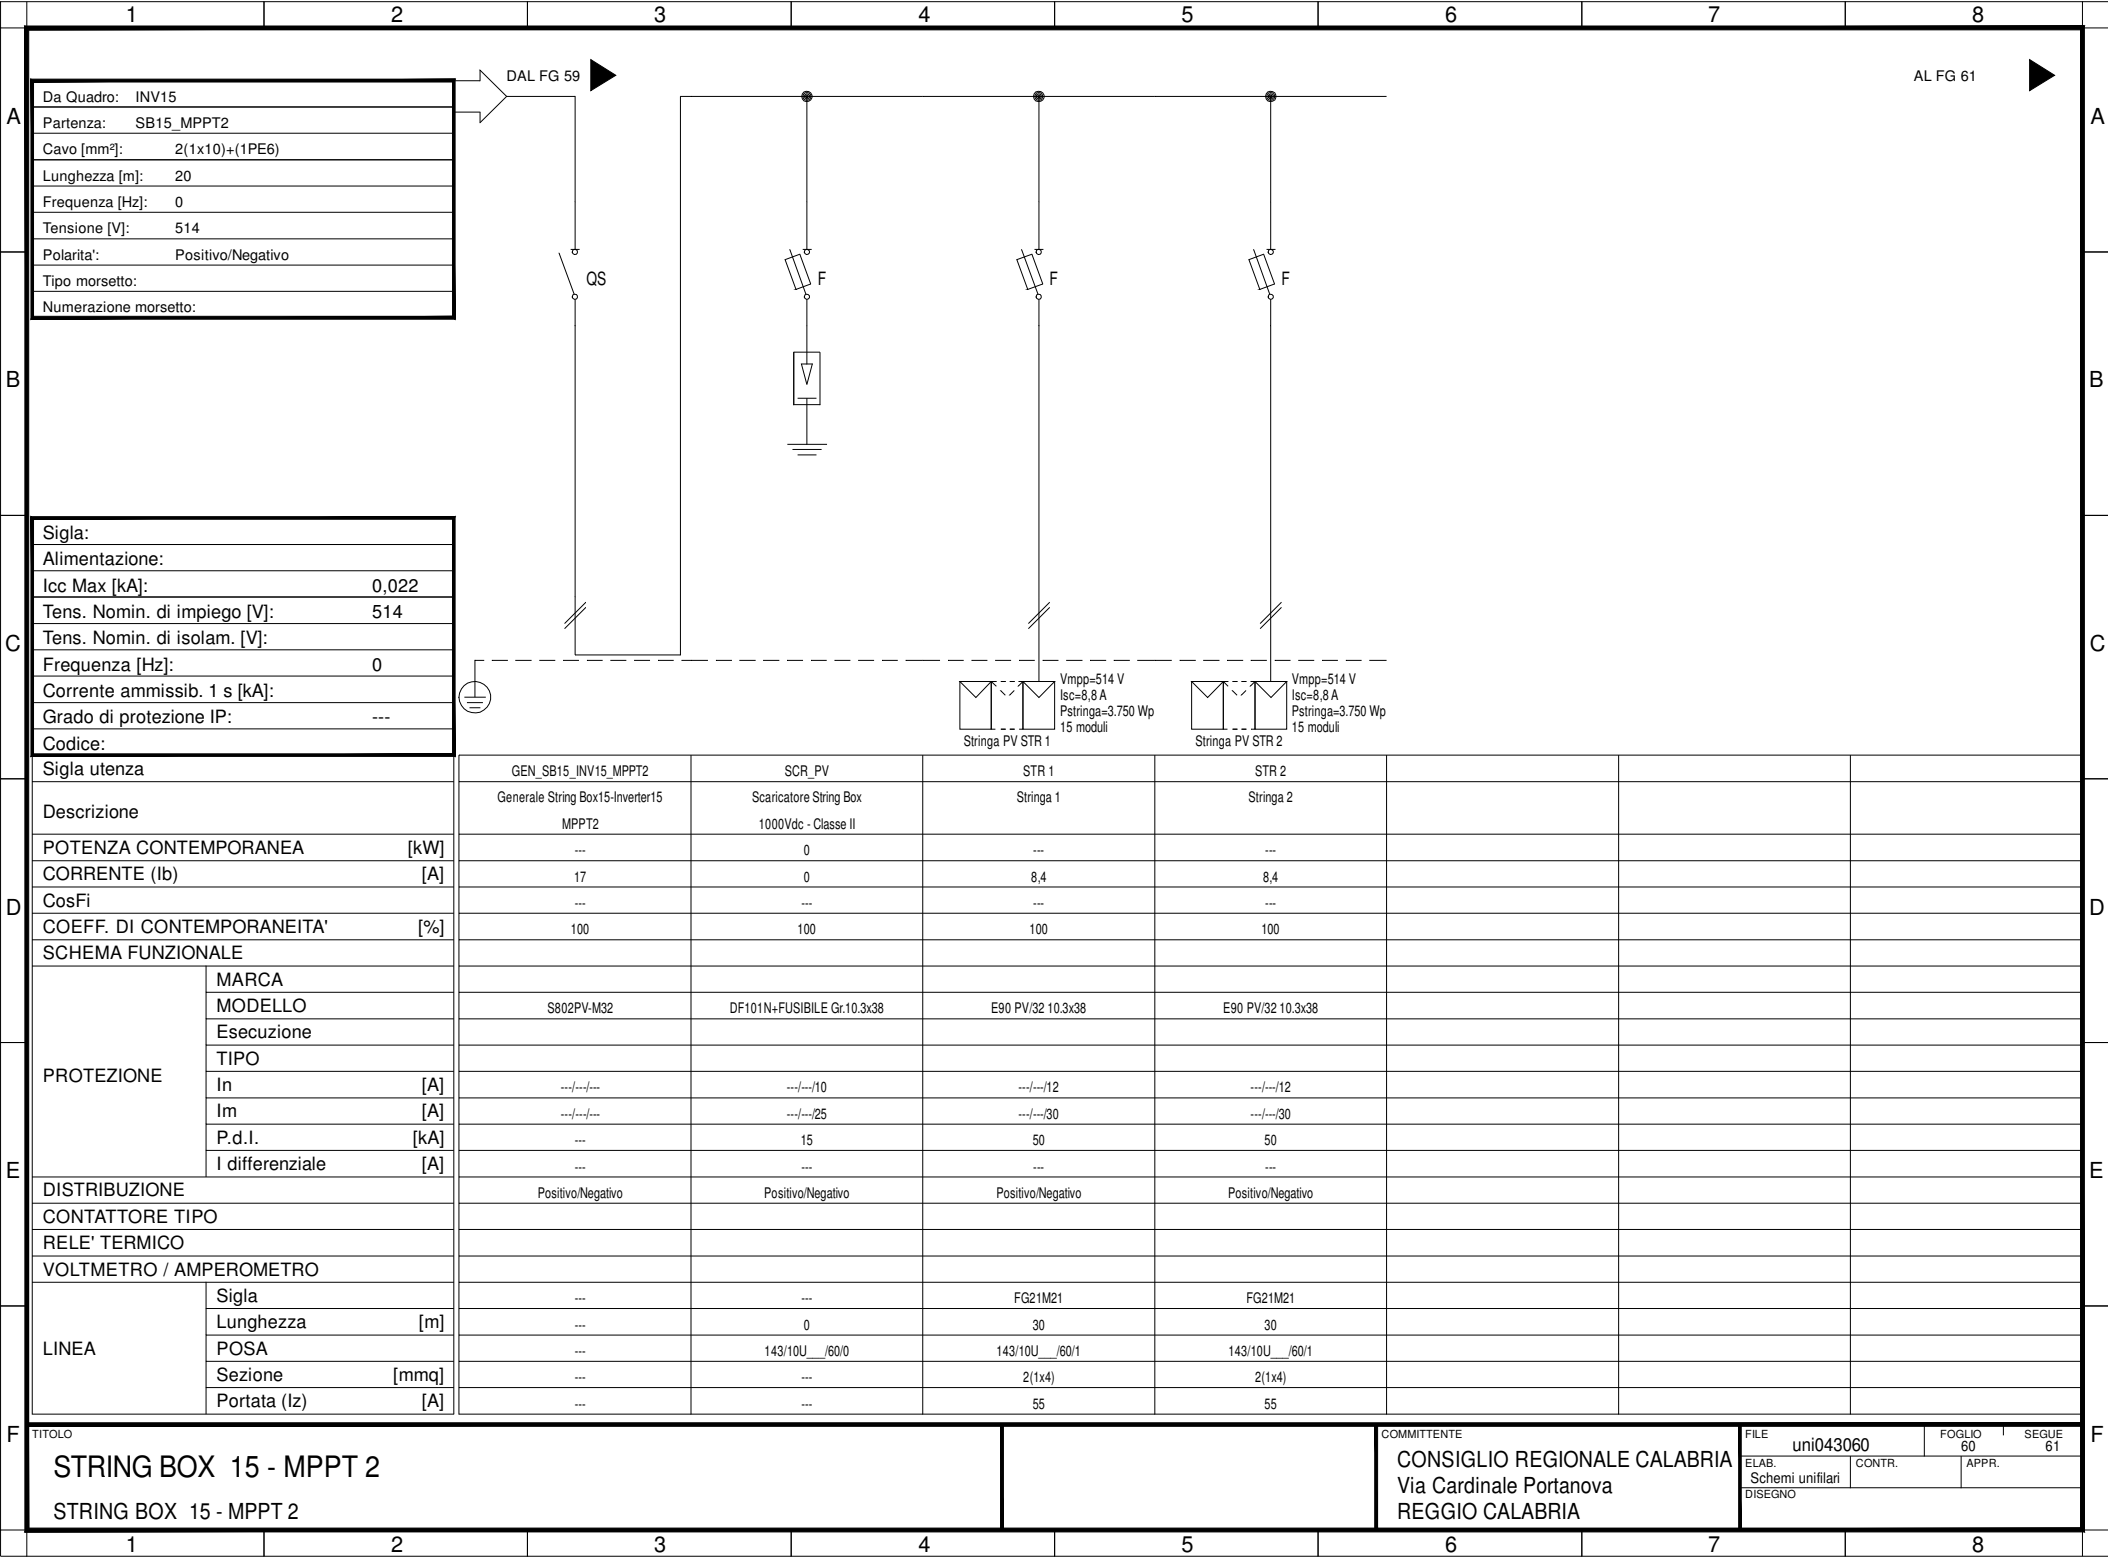 1 2 3 4 5 6 7 8
A
B
C
D
E
F
A
B
C
D
E
F
DAL FG 59
AL FG 61
Da Quadro: INV15
Partenza: SB15_MPPT2
Cavo [mm²]: 2(1x10)+(1PE6)
Lunghezza [m]: 20
Frequenza [Hz]: 0
Tensione [V]: 514
Polarita': Positivo/Negativo
Tipo morsetto:
Numerazione morsetto:
QS
F
F
F
Sigla:
Alimentazione:
Icc Max [kA]: 0,022
Tens. Nomin. di impiego [V]: 514
Tens. Nomin. di isolam. [V]:
Frequenza [Hz]: 0
Corrente ammissib. 1 s [kA]:
Grado di protezione IP: ---
Codice:
Vmpp=514 V
Isc=8,8 A
Pstringa=3.750 Wp
15 moduli
Stringa PV STR 1
Vmpp=514 V
Isc=8,8 A
Pstringa=3.750 Wp
15 moduli
Stringa PV STR 2
Sigla utenza GEN_SB15_INV15_MPPT2 SCR_PV STR 1 STR 2
Descrizione Generale String Box15-Inverter15 MPPT2 Scaricatore String Box 1000Vdc - Classe II Stringa 1 Stringa 2
POTENZA CONTEMPORANEA [kW] --- 0 --- ---
CORRENTE (Ib) [A] 17 0 8,4 8,4
CosFi --- --- --- ---
COEFF. DI CONTEMPORANEITA' [%] 100 100 100 100
SCHEMA FUNZIONALE
PROTEZIONE
MARCA
MODELLO S802PV-M32 DF101N+FUSIBILE Gr.10.3x38 E90 PV/32 10.3x38 E90 PV/32 10.3x38
Esecuzione
TIPO
In [A] ---/---/--- ---/---/10 ---/---/12 ---/---/12
Im [A] ---/---/--- ---/---/25 ---/---/30 ---/---/30
P.d.I. [kA] --- 15 50 50
I differenziale [A] --- --- --- ---
DISTRIBUZIONE Positivo/Negativo Positivo/Negativo Positivo/Negativo Positivo/Negativo
CONTATTORE TIPO
RELE' TERMICO
VOLTMETRO / AMPEROMETRO
LINEA
Sigla --- --- FG21M21 FG21M21
Lunghezza [m] --- 0 30 30
POSA --- 143/10U___/60/0 143/10U___/60/1 143/10U___/60/1
Sezione [mmq] --- --- 2(1x4) 2(1x4)
Portata (Iz) [A] --- --- 55 55
TITOLO
STRING BOX 15 - MPPT 2
STRING BOX 15 - MPPT 2
COMMITTENTE
CONSIGLIO REGIONALE CALABRIA
Via Cardinale Portanova
REGGIO CALABRIA
FILE uni043060
FOGLIO 60
SEGUE 61
ELAB. Schemi unifilari
CONTR.
APPR.
DISEGNO
1 2 3 4 5 6 7 8